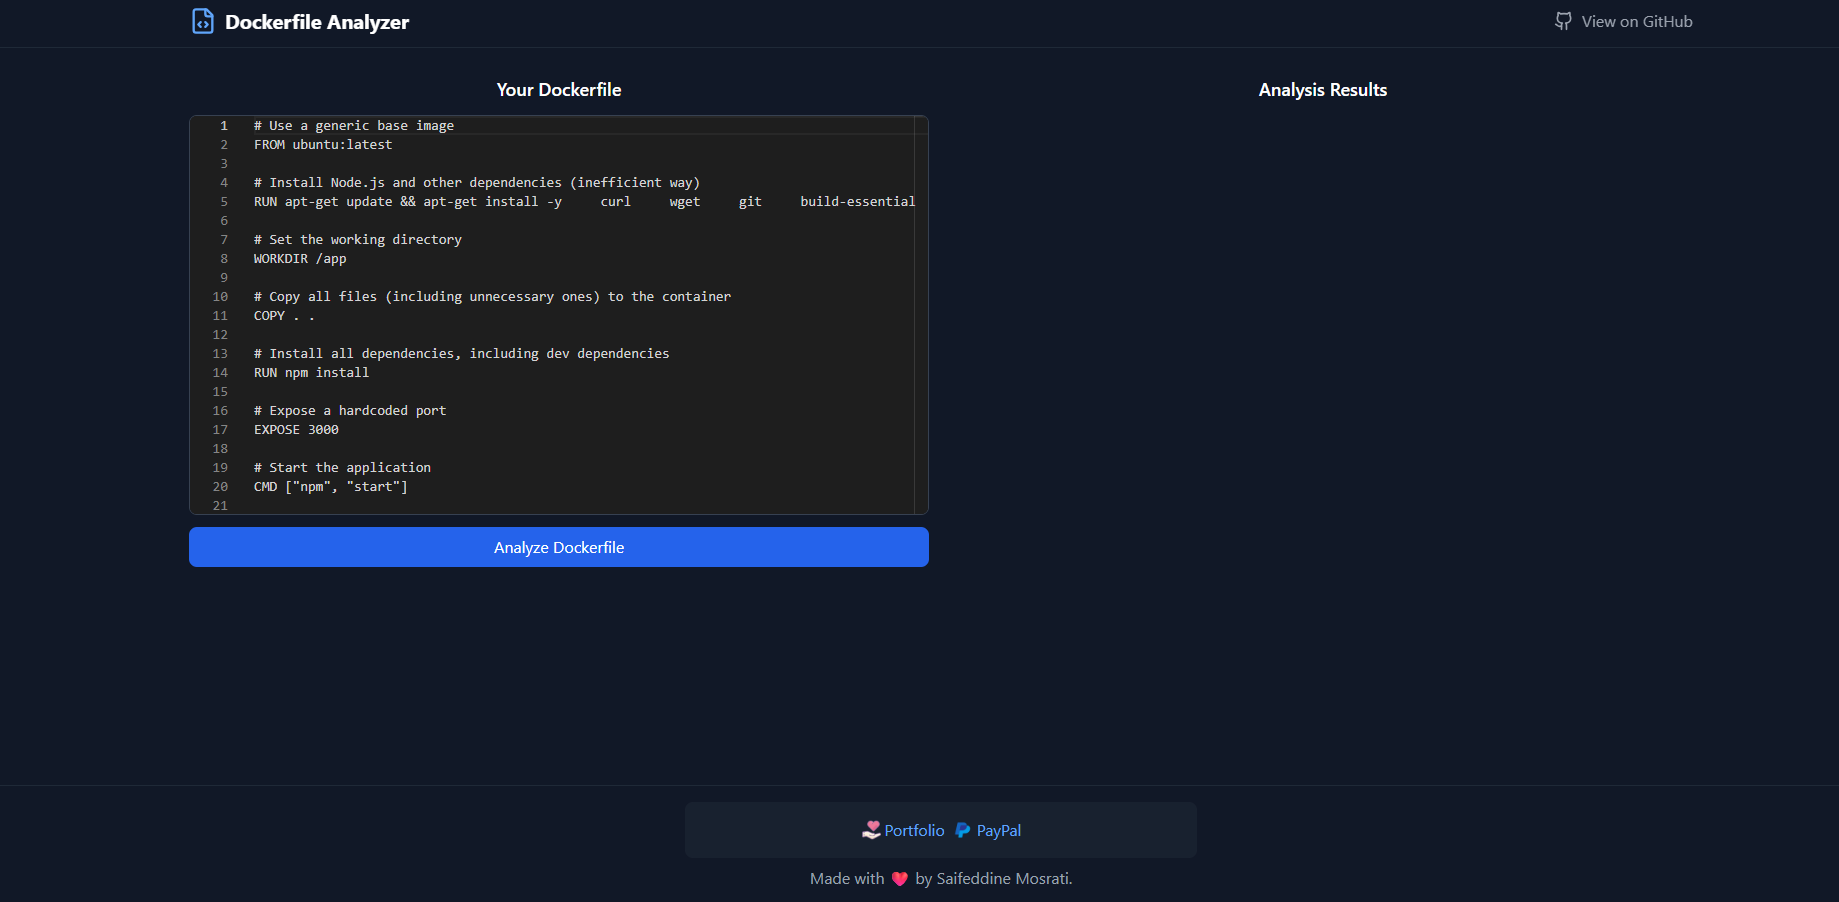 Dockerfile Analyzer
View on GitHub
Your Dockerfile
1 # Use a generic base image
2 FROM ubuntu:latest
3
4 # Install Node.js and other dependencies (inefficient way)
5 RUN apt-get update && apt-get install -y     curl     wget     git     build-essential
6
7 # Set the working directory
8 WORKDIR /app
9
10 # Copy all files (including unnecessary ones) to the container
11 COPY . .
12
13 # Install all dependencies, including dev dependencies
14 RUN npm install
15
16 # Expose a hardcoded port
17 EXPOSE 3000
18
19 # Start the application
20 CMD ["npm", "start"]
21
Analyze Dockerfile
Analysis Results
Portfolio PayPal
Made with ❤️ by Saifeddine Mosrati.